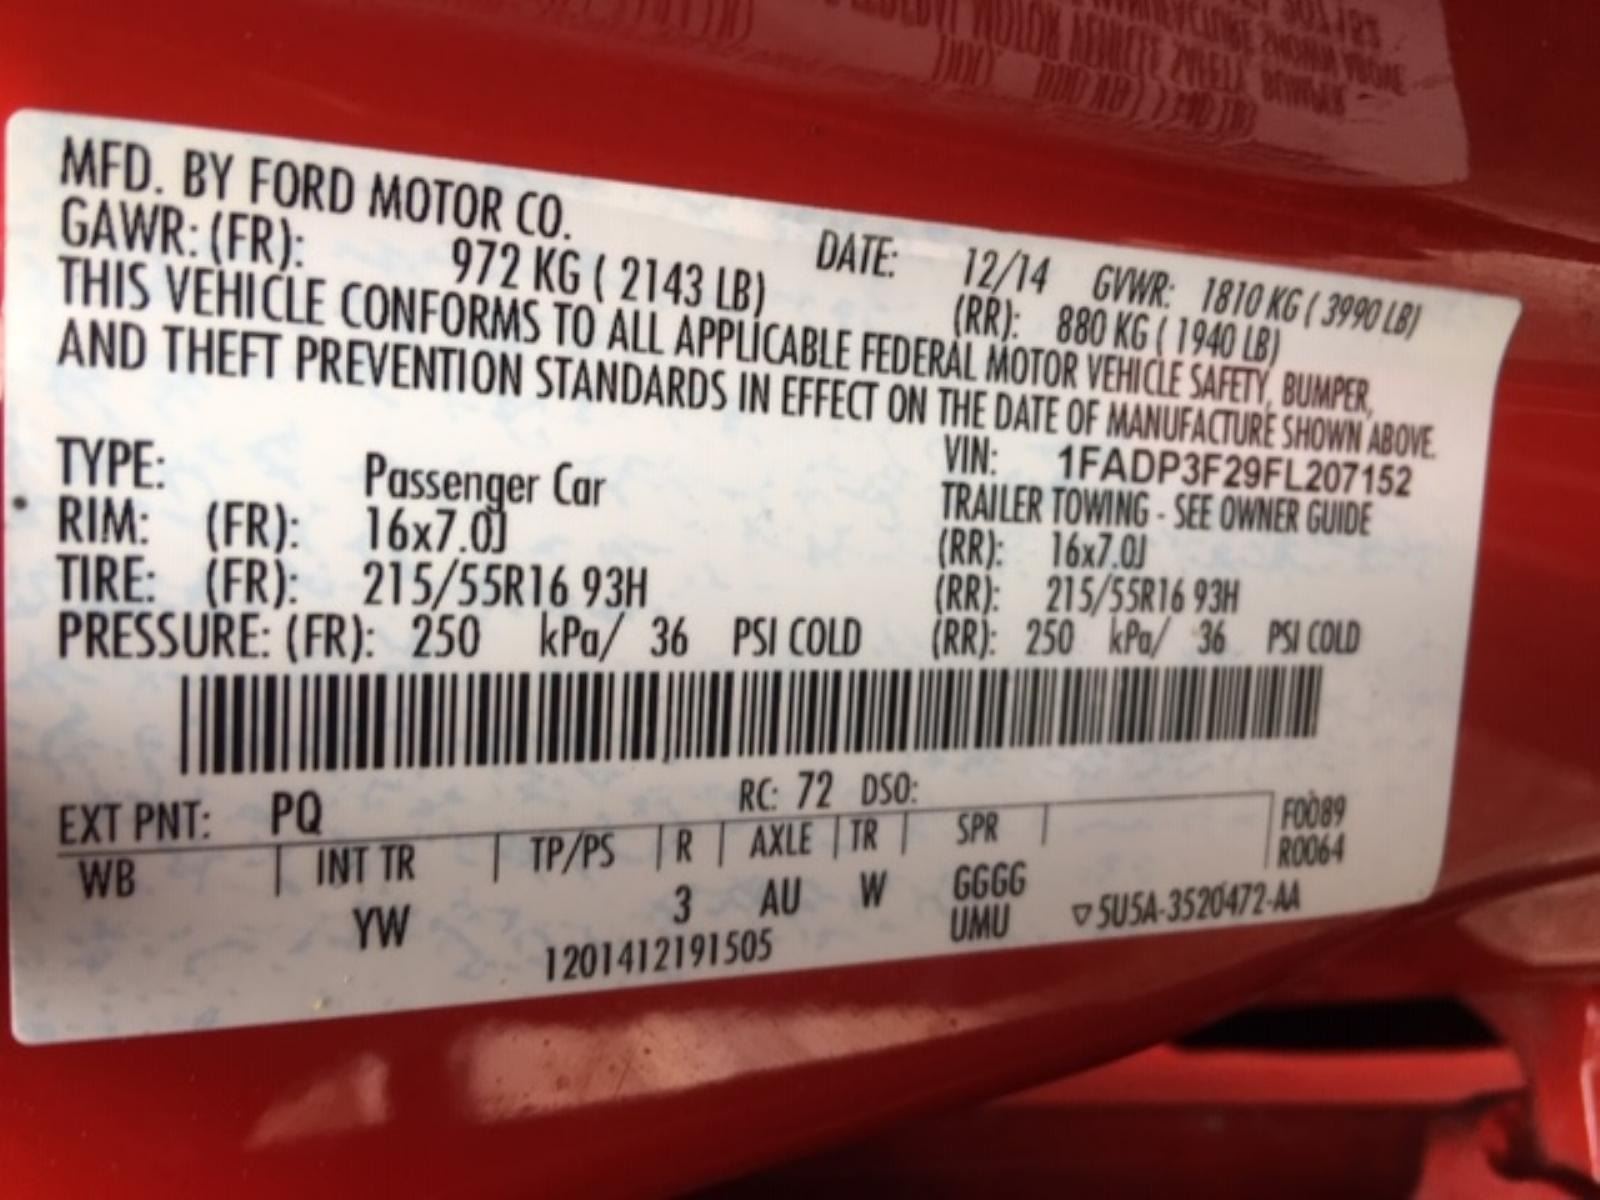 MFD. BY FORD MOTOR CO.
DATE: 12/14 GVWR: 1810 KG ( 3990 LB)
GAWR: (FR): 972 KG ( 2143 LB) (RR): 880 KG ( 1940 LB)
THIS VEHICLE CONFORMS TO ALL APPLICABLE FEDERAL MOTOR VEHICLE SAFETY, BUMPER,
AND THEFT PREVENTION STANDARDS IN EFFECT ON THE DATE OF MANUFACTURE SHOWN ABOVE.
VIN: 1FADP3F29FL207152
TYPE: Passenger Car TRAILER TOWING - SEE OWNER GUIDE
RIM: (FR): 16x7.0J (RR): 16x7.0J
TIRE: (FR): 215/55R16 93H (RR): 215/55R16 93H
PRESSURE: (FR): 250 kPa/ 36 PSI COLD (RR): 250 kPa/ 36 PSI COLD
EXT PNT: PQ RC: 72 DSO: F0089
WB INT TR TP/PS R AXLE TR SPR R0064
YW 3 AU W GGGG
UMU ▽5U5A-3520472-AA
1201412191505